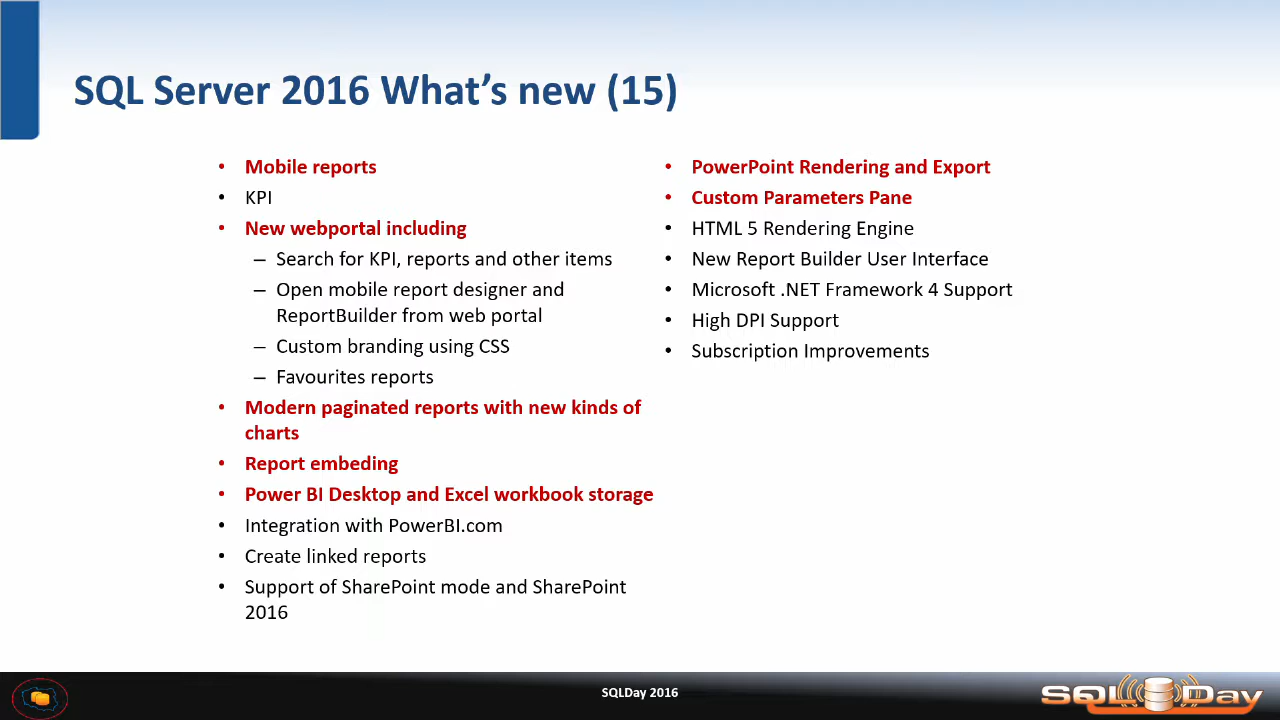 SQL Server 2016 What's new (15)
• Mobile reports
• KPI
• New webportal including
– Search for KPI, reports and other items
– Open mobile report designer and
ReportBuilder from web portal
– Custom branding using CSS
– Favourites reports
• Modern paginated reports with new kinds of
charts
• Report embeding
• Power BI Desktop and Excel workbook storage
• Integration with PowerBI.com
• Create linked reports
• Support of SharePoint mode and SharePoint
2016
• PowerPoint Rendering and Export
• Custom Parameters Pane
• HTML 5 Rendering Engine
• New Report Builder User Interface
• Microsoft .NET Framework 4 Support
• High DPI Support
• Subscription Improvements
SQLDay 2016
SQL Day